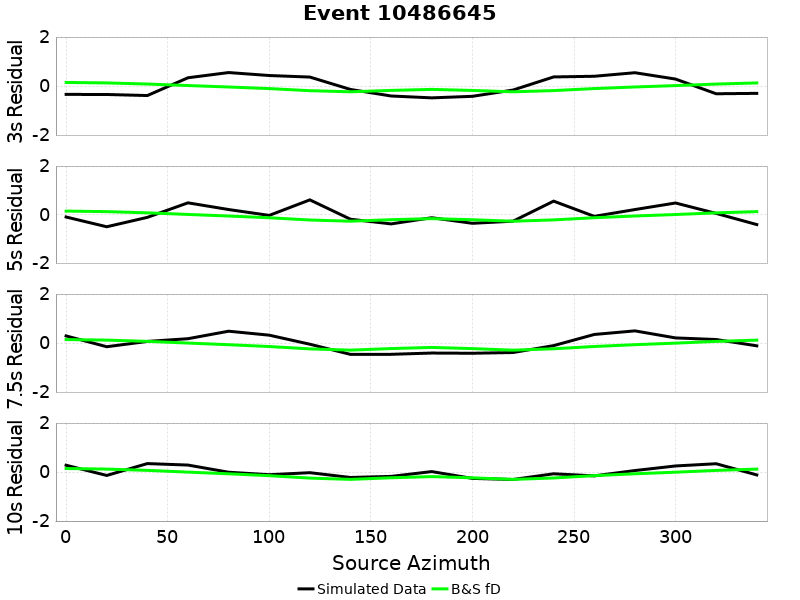 Event 10486645
3s Residual
2
0
-2
5s Residual
2
0
-2
7.5s Residual
2
0
-2
10s Residual
2
0
-2
0 50 100 150 200 250 300
Source Azimuth
Simulated Data B&S fD